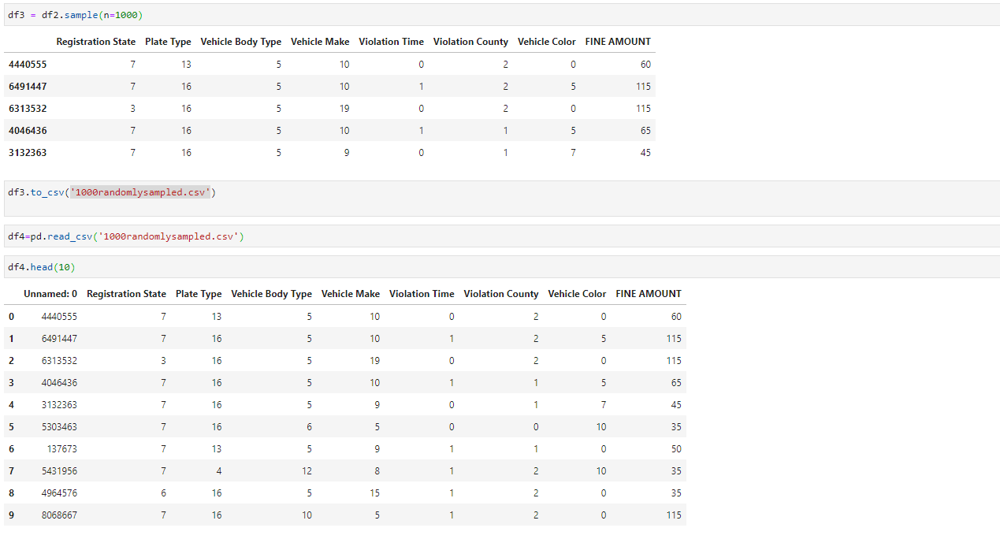 df3 = df2.sample(n=1000)
Registration State Plate Type Vehicle Body Type Vehicle Make Violation Time Violation County Vehicle Color FINE AMOUNT
4440555 7 13 5 10 0 2 0 60
6491447 7 16 5 10 1 2 5 115
6313532 3 16 5 19 0 2 0 115
4046436 7 16 5 10 1 1 5 65
3132363 7 16 5 9 0 1 7 45
df3.to_csv('1000randomlysampled.csv')
df4=pd.read_csv('1000randomlysampled.csv')
df4.head(10)
Unnamed: 0 Registration State Plate Type Vehicle Body Type Vehicle Make Violation Time Violation County Vehicle Color FINE AMOUNT
0 4440555 7 13 5 10 0 2 0 60
1 6491447 7 16 5 10 1 2 5 115
2 6313532 3 16 5 19 0 2 0 115
3 4046436 7 16 5 10 1 1 5 65
4 3132363 7 16 5 9 0 1 7 45
5 5303463 7 16 6 5 0 0 10 35
6 137673 7 13 5 9 1 1 0 50
7 5431956 7 4 12 8 1 2 10 35
8 4964576 6 16 5 15 1 2 0 35
9 8068667 7 16 10 5 1 2 0 115